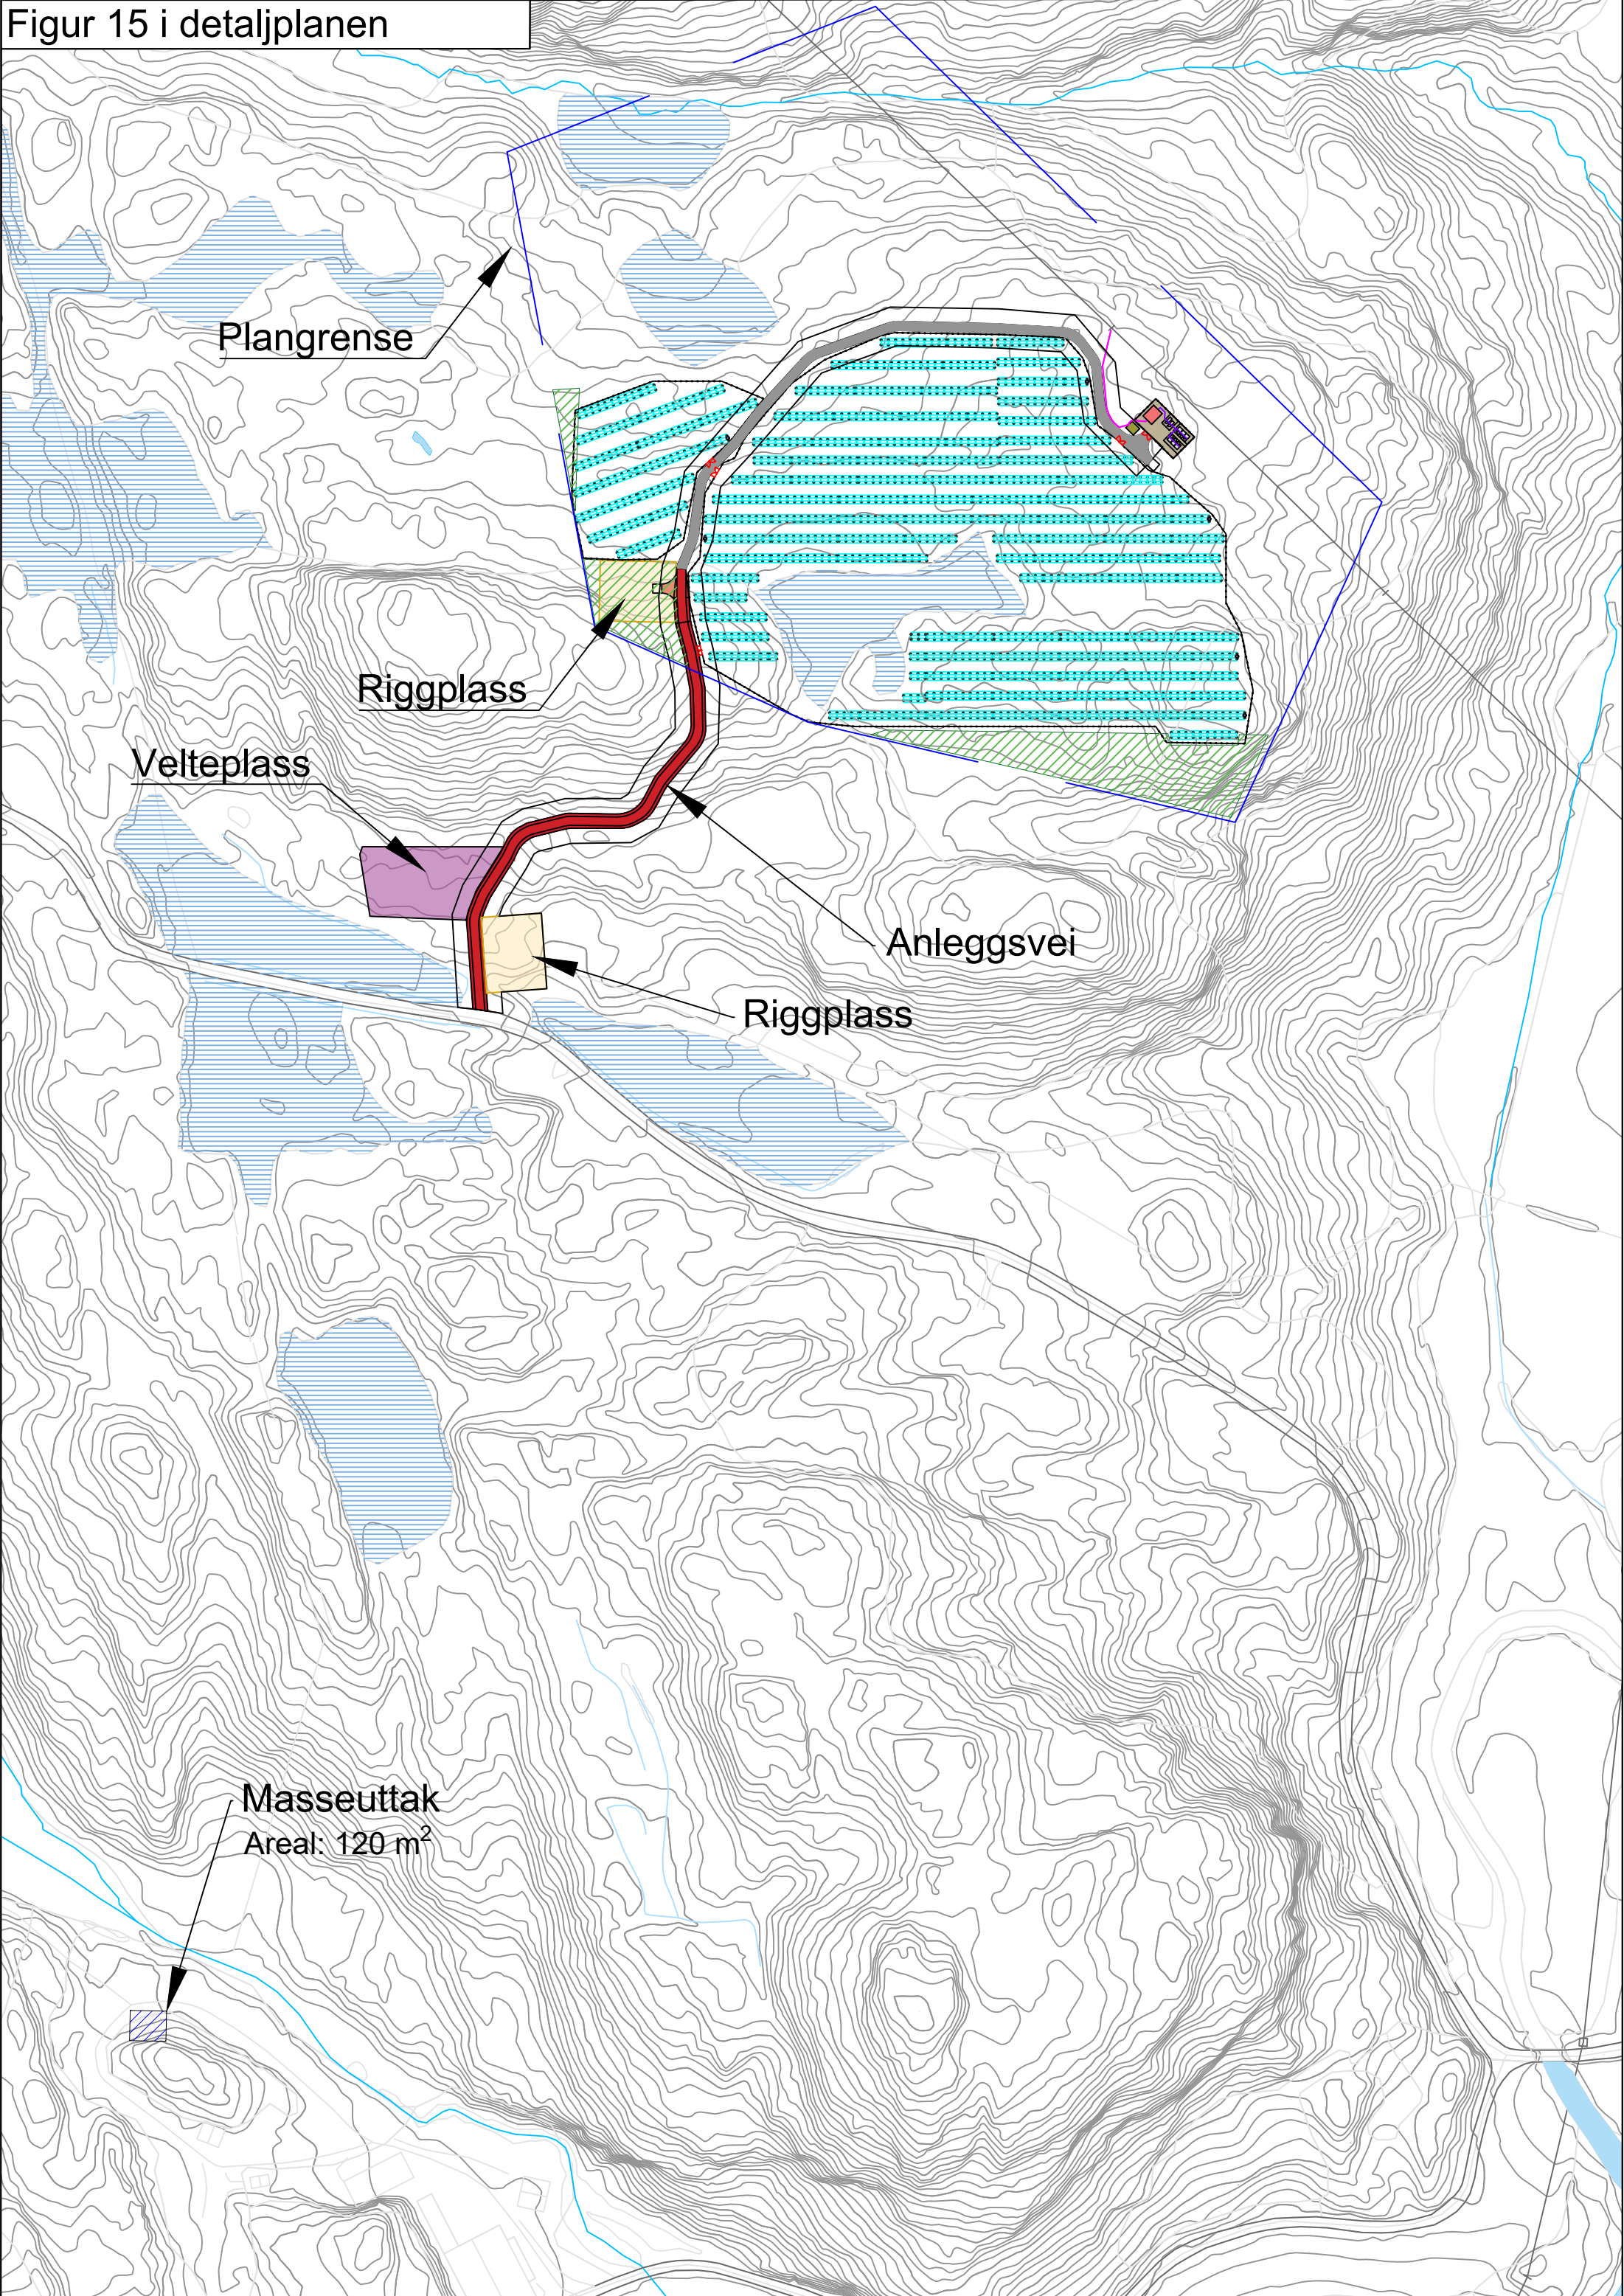 Figur 15 i detaljplanen
Plangrense
Riggplass
Velteplass
Anleggsvei
Riggplass
Masseuttak
Areal: 120 m²